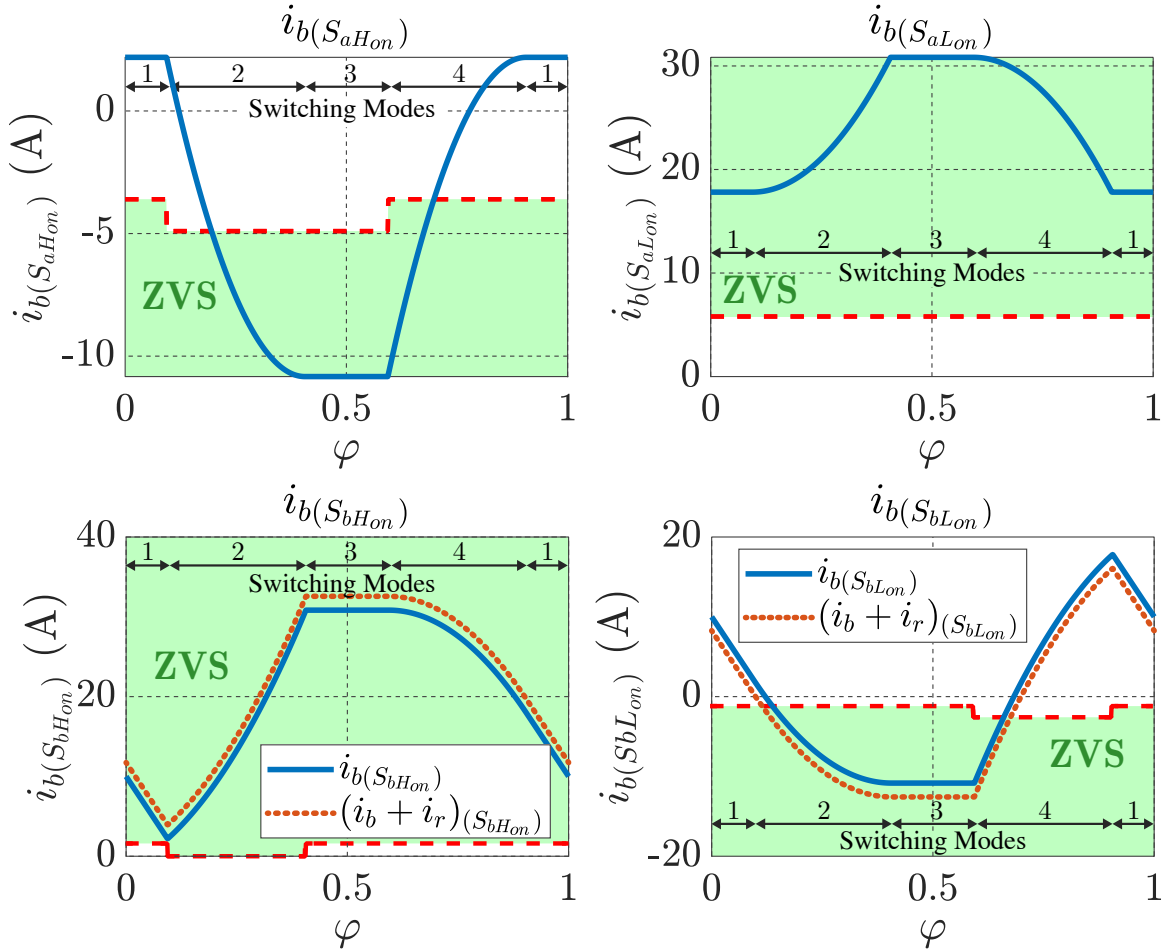 i_b(S_aH_on)
1 2 3 4 1
Switching Modes
ZVS
0
-5
-10
i_b(S_aH_on) (A)
0 0.5 1
φ
i_b(S_aL_on)
30
20
10
0
1 2 3 4 1
Switching Modes
ZVS
i_b(S_aL_on) (A)
0 0.5 1
φ
i_b(S_bH_on)
40
20
0
1 2 3 4 1
Switching Modes
ZVS
i_b(S_bH_on)
(i_b + i_r)(S_bH_on)
i_b(S_bH_on) (A)
0 0.5 1
φ
i_b(S_bL_on)
20
0
-20
i_b(S_bL_on)
(i_b + i_r)(S_bL_on)
ZVS
1 2 3 4 1
Switching Modes
i_b(SbL_on) (A)
0 0.5 1
φ